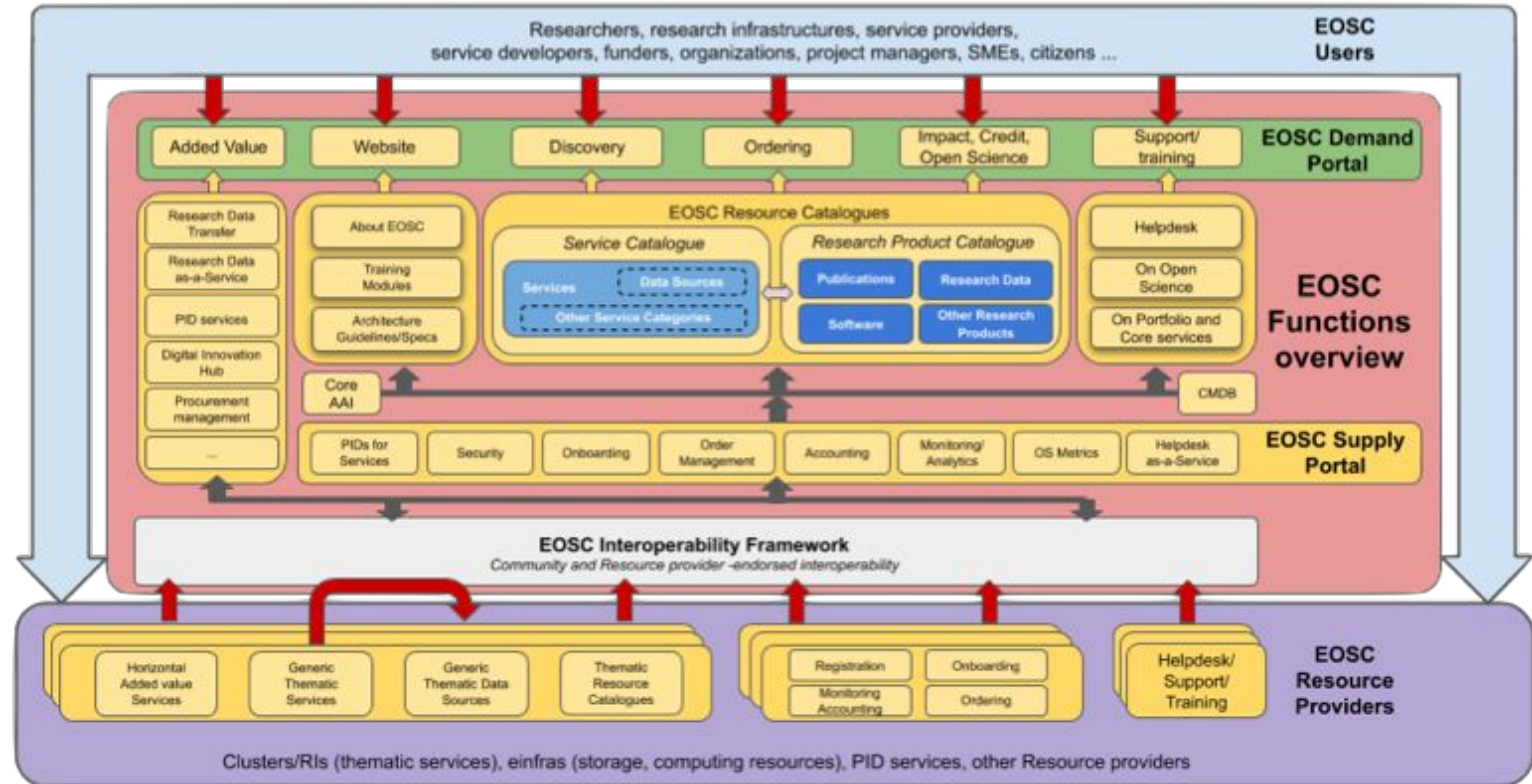 Researchers, research infrastructures, service providers,
service developers, funders, organizations, project managers, SMEs, citizens ...
EOSC
Users
Added Value
Website
Discovery
Ordering
Impact, Credit,
Open Science
Support/
training
EOSC Demand
Portal
Research Data
Transfer
Research Data
as-a-Service
PID services
Digital Innovation
Hub
Procurement
management
...
About EOSC
Training
Modules
Architecture
Guidelines/Specs
EOSC Resource Catalogues
Service Catalogue
Services
Data Sources
Other Service Categories
Research Product Catalogue
Publications
Research Data
Software
Other Research
Products
Helpdesk
On Open
Science
On Portfolio and
Core services
EOSC
Functions
overview
Core
AAI
CMDB
PIDs for
Services
Security
Onboarding
Order
Management
Accounting
Monitoring/
Analytics
OS Metrics
Helpdesk
as-a-Service
EOSC Supply
Portal
EOSC Interoperability Framework
Community and Resource provider -endorsed interoperability
Horizontal
Added value
Services
Generic
Thematic
Services
Generic
Thematic Data
Sources
Thematic
Resource
Catalogues
Registration
Onboarding
Monitoring
Accounting
Ordering
Helpdesk/
Support/
Training
EOSC
Resource
Providers
Clusters/RIs (thematic services), einfras (storage, computing resources), PID services, other Resource providers